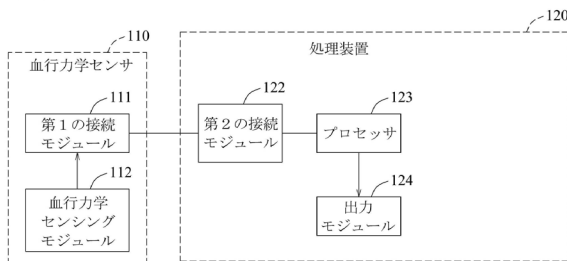 110
血行力学センサ
111
第1の接続
モジュール
112
血行力学
センシング
モジュール
120
処理装置
122
第2の接続
モジュール
123
プロセッサ
124
出力
モジュール